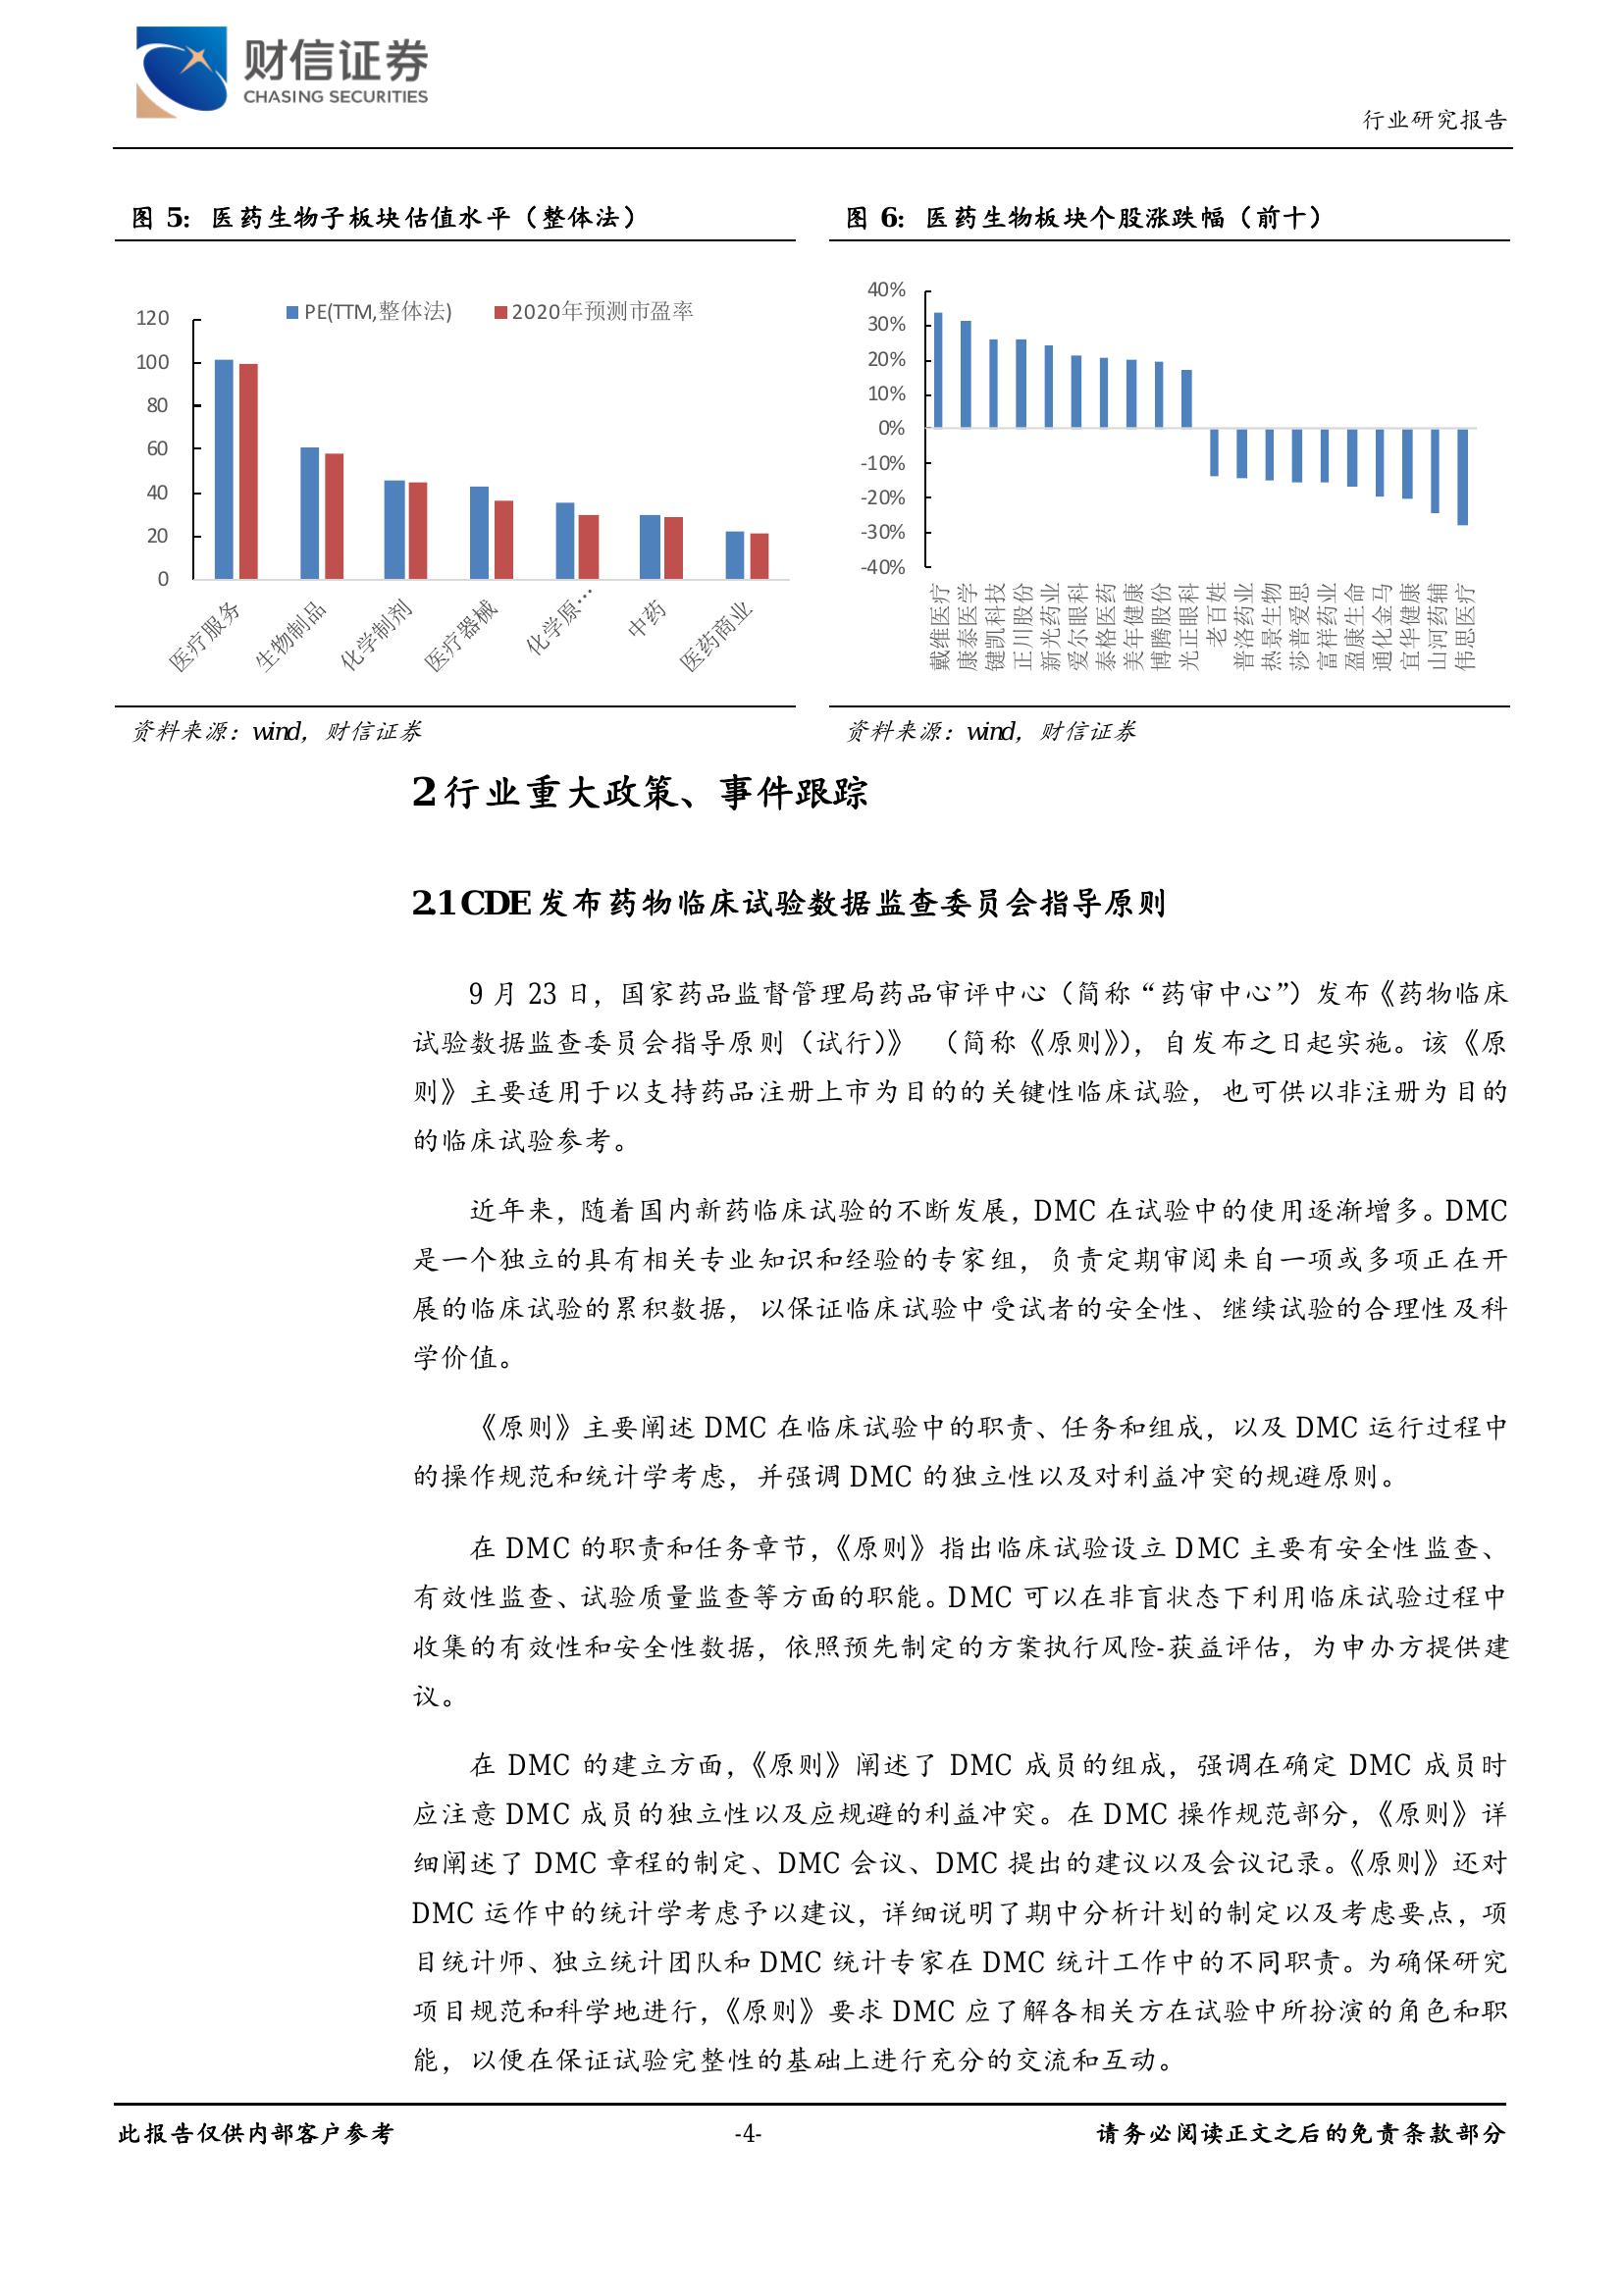 财信证券
CHASING SECURITIES
行业研究报告
图 5：医药生物子板块估值水平（整体法）
PE(TTM,整体法)
2020年预测市盈率
120
100
80
60
40
20
0
医疗服务
生物制品
化学制剂
医疗器械
化学原…
中药
医药商业
资料来源：wind，财信证券
图 6：医药生物板块个股涨跌幅（前十）
40%
30%
20%
10%
0%
-10%
-20%
-30%
-40%
戴维医疗
康泰医学
键凯科技
正川股份
新光药业
爱尔眼科
泰格医药
美年健康
博腾股份
光正眼科
老百姓
普洛药业
热景生物
莎普爱思
富祥药业
盈康生命
通化金马
宜华健康
山河药辅
伟思医疗
资料来源：wind，财信证券
2 行业重大政策、事件跟踪
2.1 CDE 发布药物临床试验数据监查委员会指导原则
9 月 23 日，国家药品监督管理局药品审评中心（简称“药审中心”）发布《药物临床
试验数据监查委员会指导原则（试行）》 （简称《原则》），自发布之日起实施。该《原
则》主要适用于以支持药品注册上市为目的的关键性临床试验，也可供以非注册为目的
的临床试验参考。
近年来，随着国内新药临床试验的不断发展，DMC 在试验中的使用逐渐增多。DMC
是一个独立的具有相关专业知识和经验的专家组，负责定期审阅来自一项或多项正在开
展的临床试验的累积数据，以保证临床试验中受试者的安全性、继续试验的合理性及科
学价值。
《原则》主要阐述 DMC 在临床试验中的职责、任务和组成，以及 DMC 运行过程中
的操作规范和统计学考虑，并强调 DMC 的独立性以及对利益冲突的规避原则。
在 DMC 的职责和任务章节，《原则》指出临床试验设立 DMC 主要有安全性监查、
有效性监查、试验质量监查等方面的职能。DMC 可以在非盲状态下利用临床试验过程中
收集的有效性和安全性数据，依照预先制定的方案执行风险-获益评估，为申办方提供建
议。
在 DMC 的建立方面，《原则》阐述了 DMC 成员的组成，强调在确定 DMC 成员时
应注意 DMC 成员的独立性以及应规避的利益冲突。在 DMC 操作规范部分，《原则》详
细阐述了 DMC 章程的制定、DMC 会议、DMC 提出的建议以及会议记录。《原则》还对
DMC 运作中的统计学考虑予以建议，详细说明了期中分析计划的制定以及考虑要点，项
目统计师、独立统计团队和 DMC 统计专家在 DMC 统计工作中的不同职责。为确保研究
项目规范和科学地进行，《原则》要求 DMC 应了解各相关方在试验中所扮演的角色和职
能，以便在保证试验完整性的基础上进行充分的交流和互动。
此报告仅供内部客户参考
-4-
请务必阅读正文之后的免责条款部分